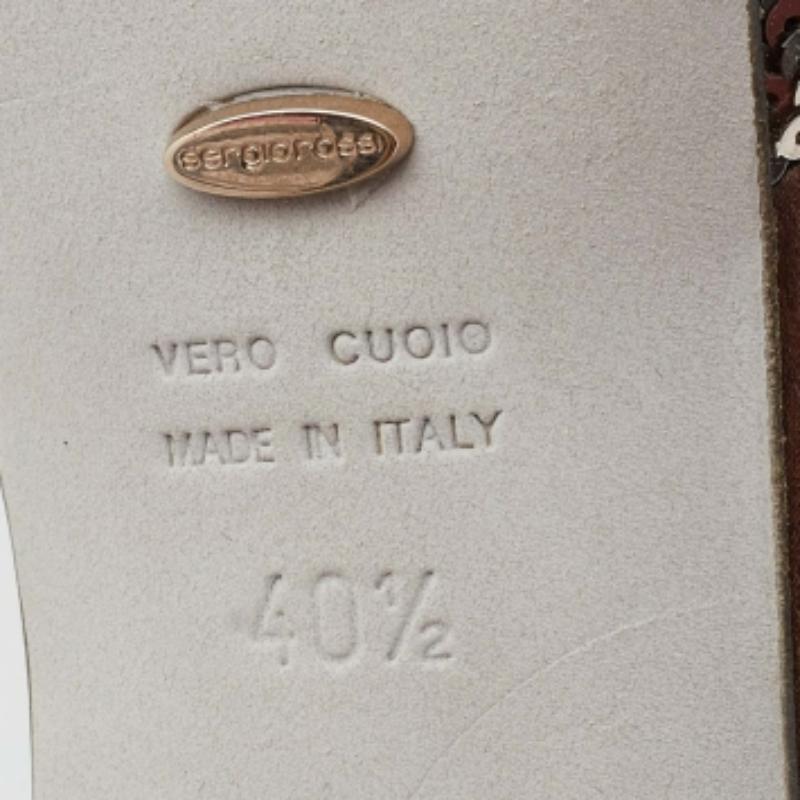 sergiorossi
VERO CUOIO
MADE IN ITALY
40½